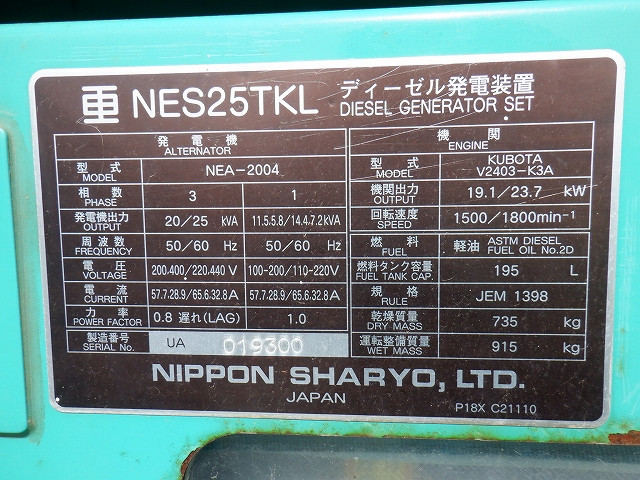 NES25TKL ディーゼル発電装置
DIESEL GENERATOR SET
発電機
ALTERNATOR
型式 MODEL NEA-2004
相数 PHASE 3 1
発電機出力 OUTPUT 20/25 kVA 11.5.5.8/14.4.7.2kVA
周波数 FREQUENCY 50/60 Hz 50/60 Hz
電圧 VOLTAGE 200.400/220.440 V 100-200/110-220V
電流 CURRENT 57.7.28.9/65.6.32.8A 57.7.28.9/65.6.32.8A
力率 POWER FACTOR 0.8 遅れ(LAG) 1.0
製造番号 SERIAL No. UA 019300
機関
ENGINE
型式 MODEL KUBOTA V2403-K3A
機関出力 OUTPUT 19.1/23.7 kW
回転速度 SPEED 1500/1800min-1
燃料 FUEL 軽油 ASTM DIESEL FUEL OIL No.2D
燃料タンク容量 FUEL TANK CAP. 195 L
規格 RULE JEM 1398
乾燥質量 DRY MASS 735 kg
運転整備質量 WET MASS 915 kg
NIPPON SHARYO, LTD.
JAPAN
P18X C21110